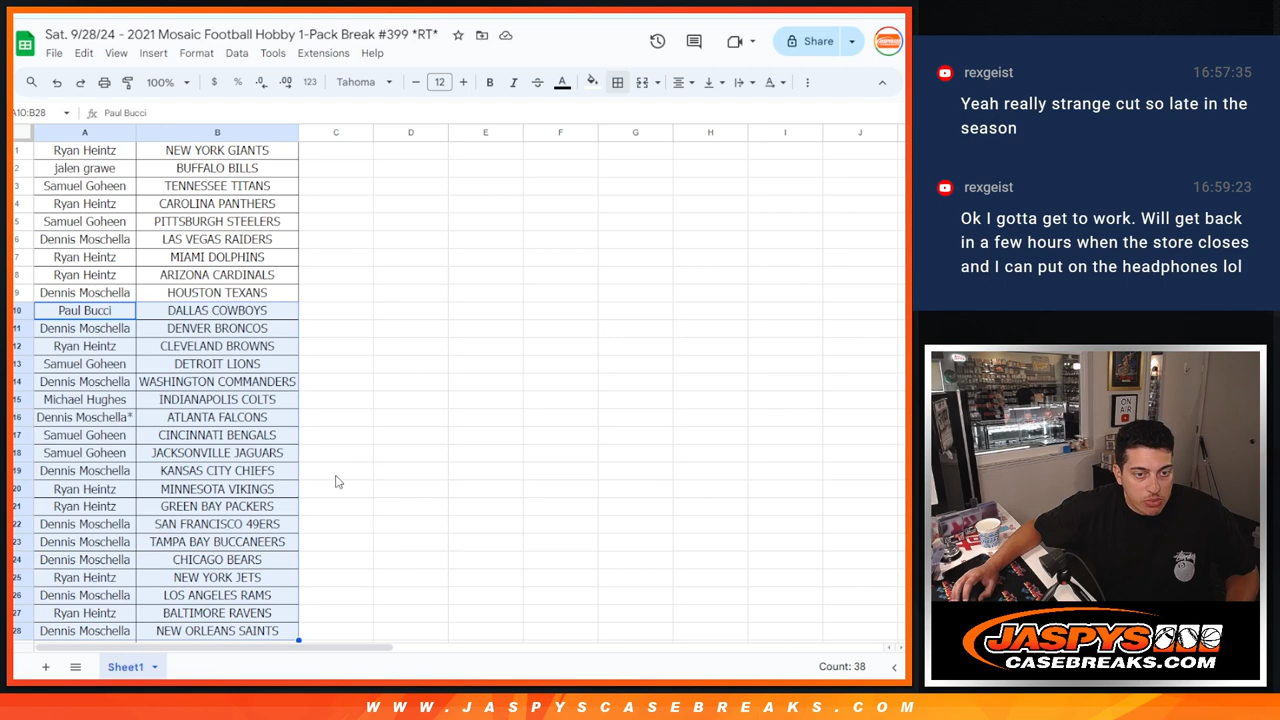 Sat. 9/28/24 - 2021 Mosaic Football Hobby 1-Pack Break #399 *RT*
File Edit View Insert Format Data Tools Extensions Help
Share
100% $ % .0 .00 123 Tahoma 12 B I A
A10:B28 fx Paul Bucci
A B C D E F G H I J
1 Ryan Heintz NEW YORK GIANTS
2 jalen grawe BUFFALO BILLS
3 Samuel Goheen TENNESSEE TITANS
4 Ryan Heintz CAROLINA PANTHERS
5 Samuel Goheen PITTSBURGH STEELERS
6 Dennis Moschella LAS VEGAS RAIDERS
7 Ryan Heintz MIAMI DOLPHINS
8 Ryan Heintz ARIZONA CARDINALS
9 Dennis Moschella HOUSTON TEXANS
10 Paul Bucci DALLAS COWBOYS
11 Dennis Moschella DENVER BRONCOS
12 Ryan Heintz CLEVELAND BROWNS
13 Samuel Goheen DETROIT LIONS
14 Dennis Moschella WASHINGTON COMMANDERS
15 Michael Hughes INDIANAPOLIS COLTS
16 Dennis Moschella* ATLANTA FALCONS
17 Samuel Goheen CINCINNATI BENGALS
18 Samuel Goheen JACKSONVILLE JAGUARS
19 Dennis Moschella KANSAS CITY CHIEFS
20 Ryan Heintz MINNESOTA VIKINGS
21 Ryan Heintz GREEN BAY PACKERS
22 Dennis Moschella SAN FRANCISCO 49ERS
23 Dennis Moschella TAMPA BAY BUCCANEERS
24 Dennis Moschella CHICAGO BEARS
25 Ryan Heintz NEW YORK JETS
26 Dennis Moschella LOS ANGELES RAMS
27 Ryan Heintz BALTIMORE RAVENS
28 Dennis Moschella NEW ORLEANS SAINTS
Sheet1
Count: 38
rexgeist 16:57:35
Yeah really strange cut so late in the
season
rexgeist 16:59:23
Ok I gotta get to work. Will get back
in a few hours when the store closes
and I can put on the headphones lol
ON
AIR
JASPYS
CASEBREAKS.COM
WWW.JASPYSCASEBREAKS.COM